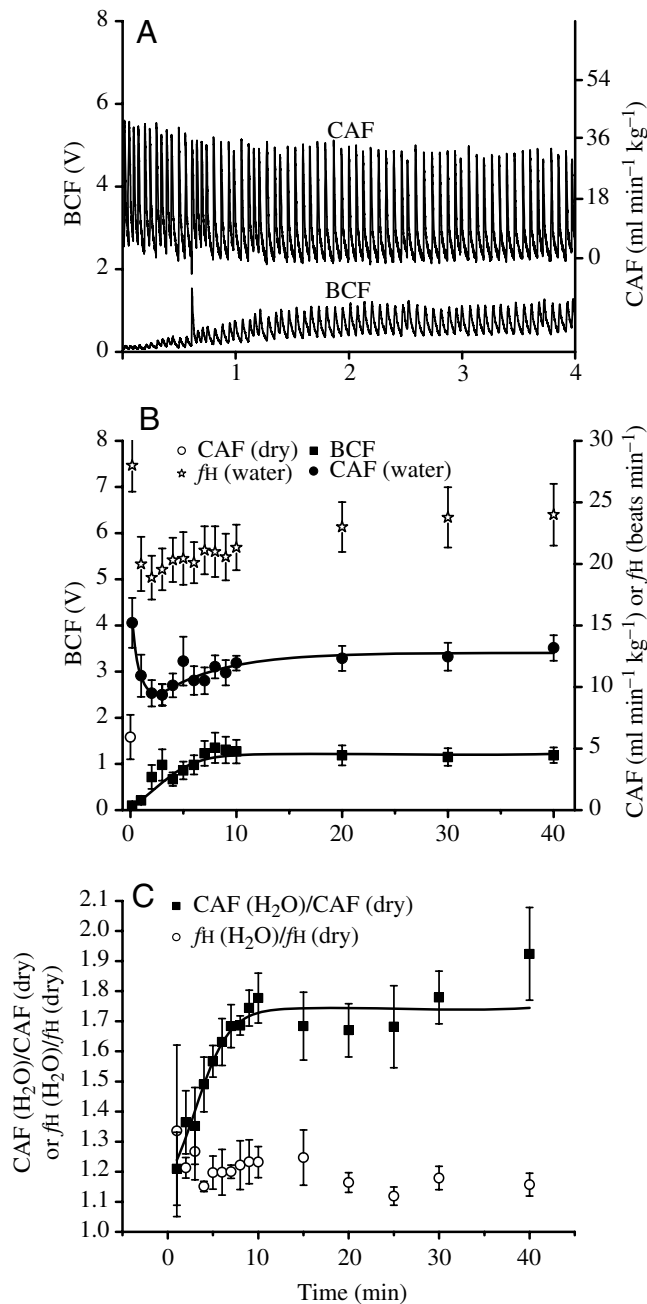 A
8
6
4
2
0
BCF (V)
CAF
BCF
54
36
18
0
CAF (ml min⁻¹ kg⁻¹)
1
2
3
4
B
CAF (dry)
BCF
fH (water)
CAF (water)
8
7
6
5
4
3
2
1
0
BCF (V)
30
25
20
15
10
5
0
CAF (ml min⁻¹ kg⁻¹) or fH (beats min⁻¹)
0
10
20
30
40
C
CAF (H₂O)/CAF (dry)
fH (H₂O)/fH (dry)
2.1
2.0
1.9
1.8
1.7
1.6
1.5
1.4
1.3
1.2
1.1
1.0
CAF (H₂O)/CAF (dry)
or fH (H₂O)/fH (dry)
0
10
20
30
40
Time (min)